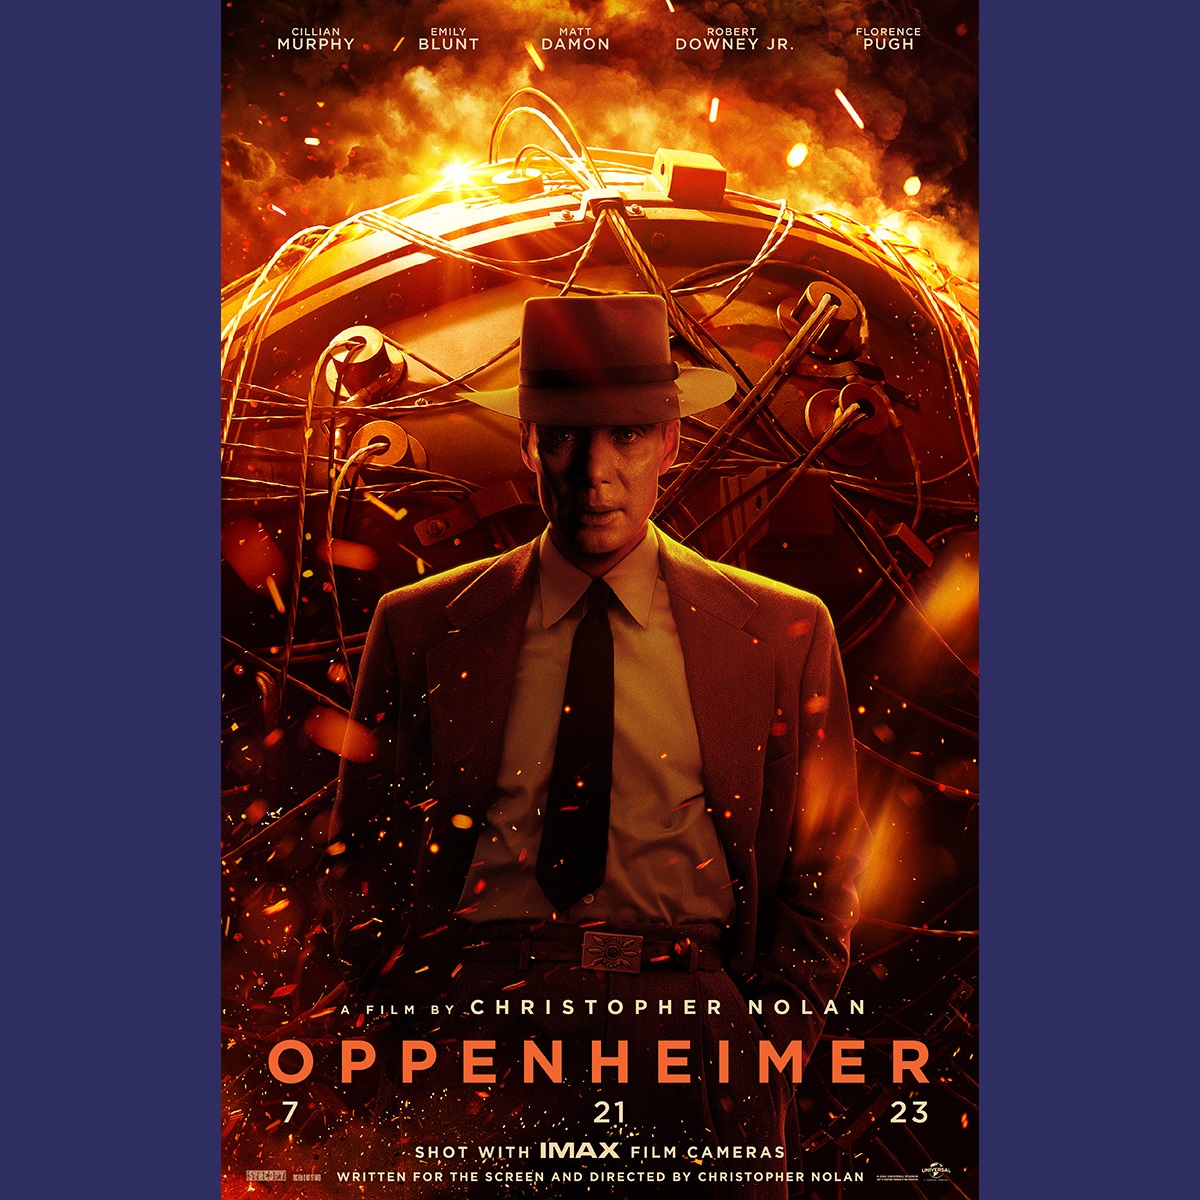 CILLIAN MURPHY
EMILY BLUNT
MATT DAMON
ROBERT DOWNEY JR.
FLORENCE PUGH
A FILM BY CHRISTOPHER NOLAN
OPPENHEIMER
7 21 23
SHOT WITH IMAX FILM CAMERAS
WRITTEN FOR THE SCREEN AND DIRECTED BY CHRISTOPHER NOLAN
UNIVERSAL